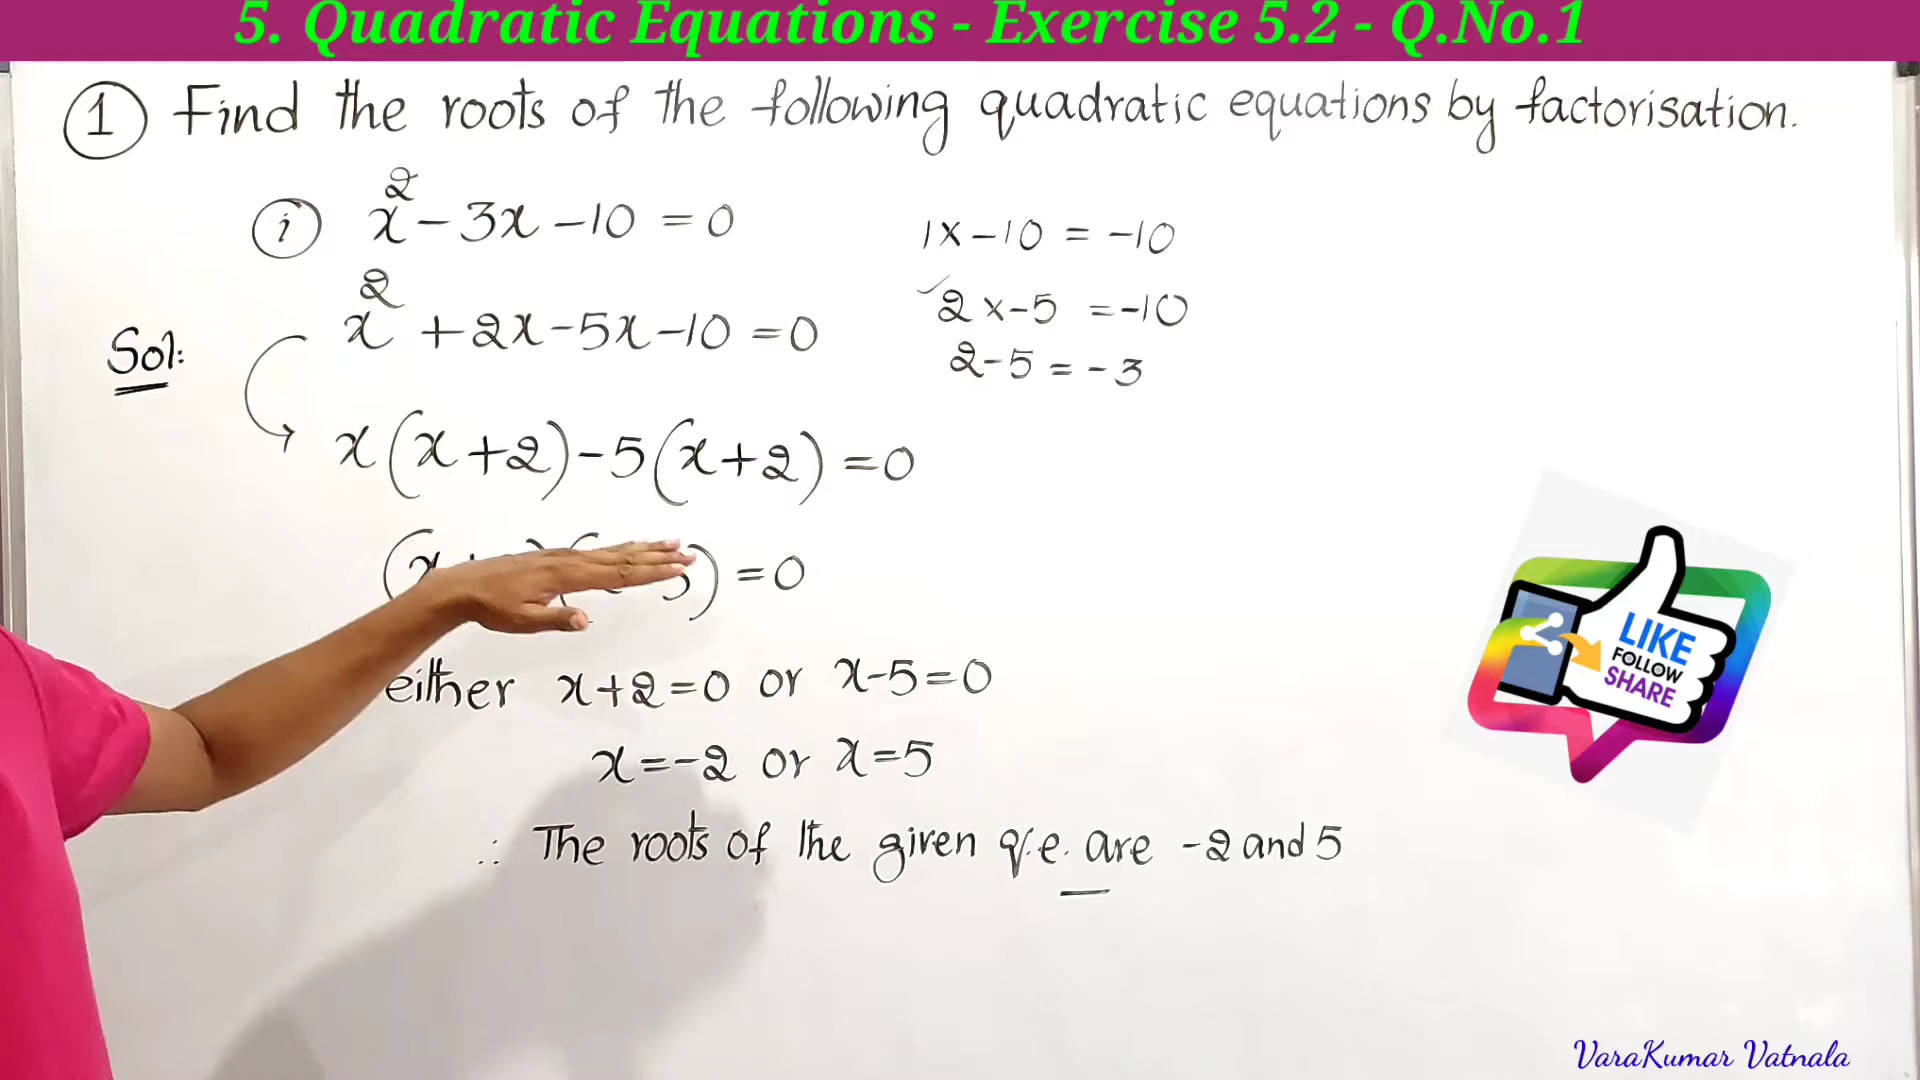 5. Quadratic Equations - Exercise 5.2 - Q.No.1
① Find the roots of the following quadratic equations by factorisation.
ⓘ x² - 3x - 10 = 0
1 x -10 = -10
Sol: x² + 2x - 5x - 10 = 0
✓2 x -5 = -10
2 - 5 = -3
x(x+2) - 5(x+2) = 0
(x 5) = 0
either x+2=0 or x-5=0
x=-2 or x=5
∴ The roots of the given q.e. are -2 and 5
LIKE
FOLLOW
SHARE
VaraKumar Vatnala